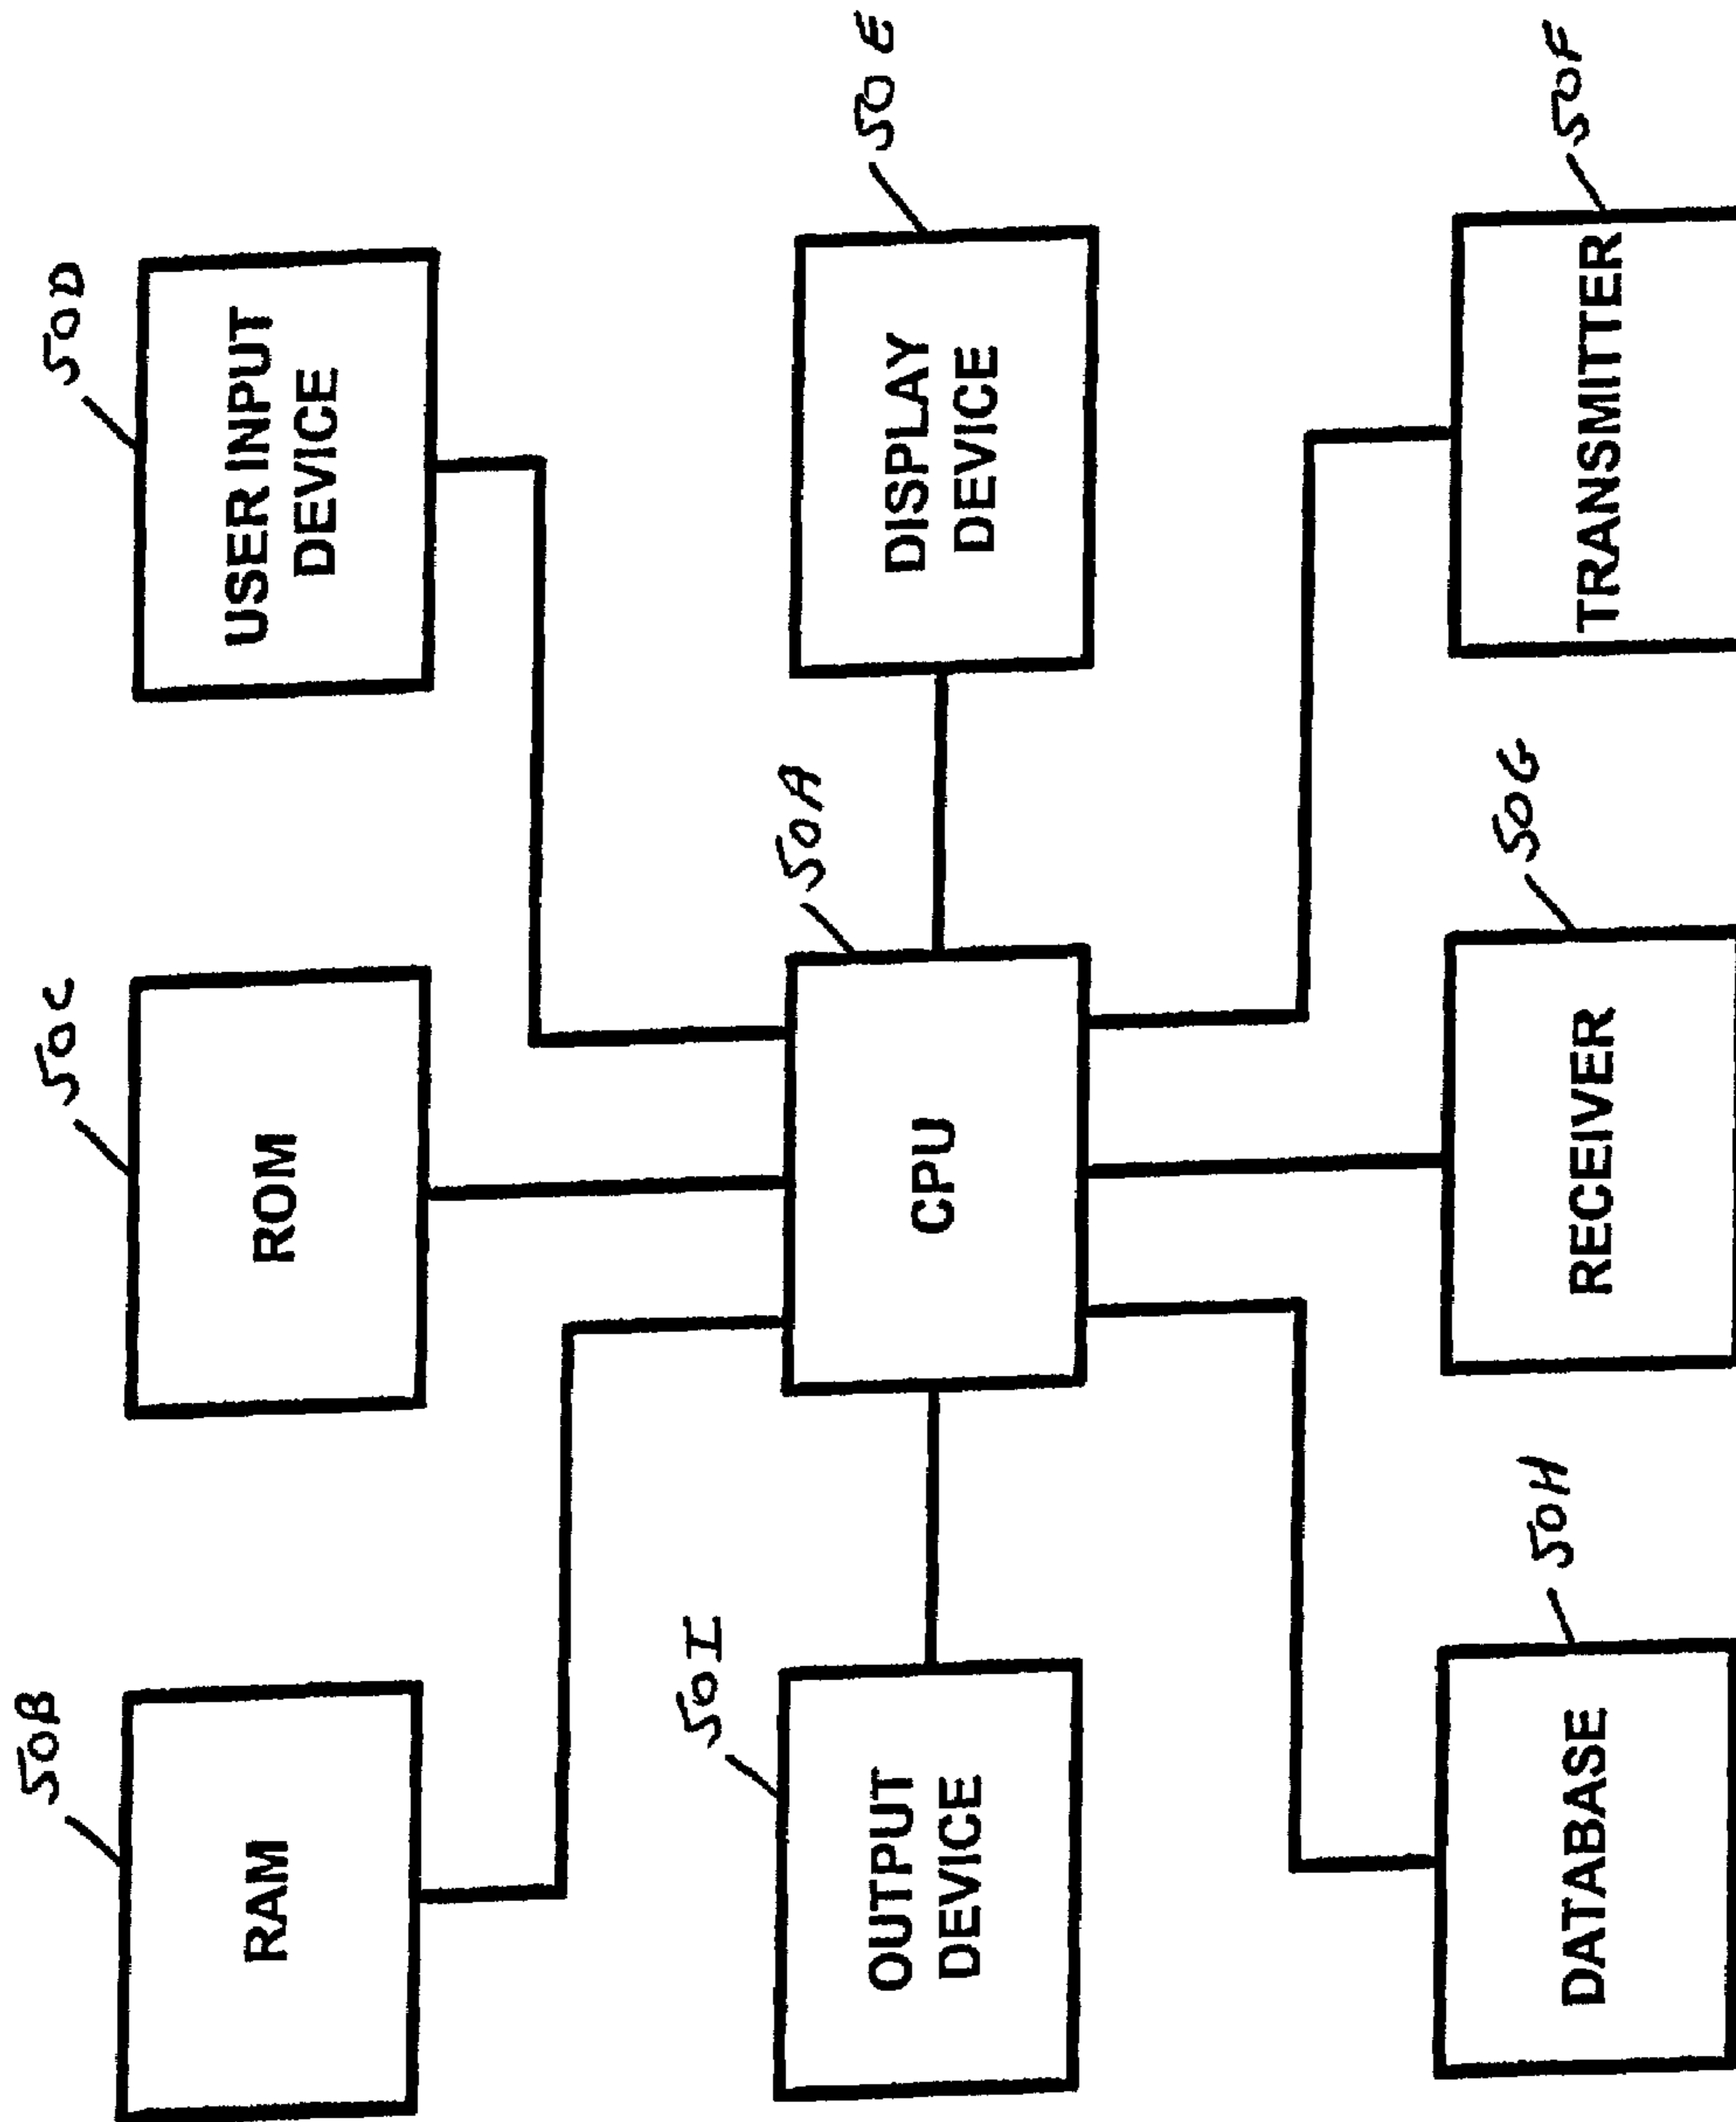 50B
RAM
50C
ROM
50D
USER INPUT
DEVICE
50I
OUTPUT
DEVICE
50A
CPU
50E
DISPLAY
DEVICE
50H
DATABASE
50G
RECEIVER
50F
TRANSMITTER